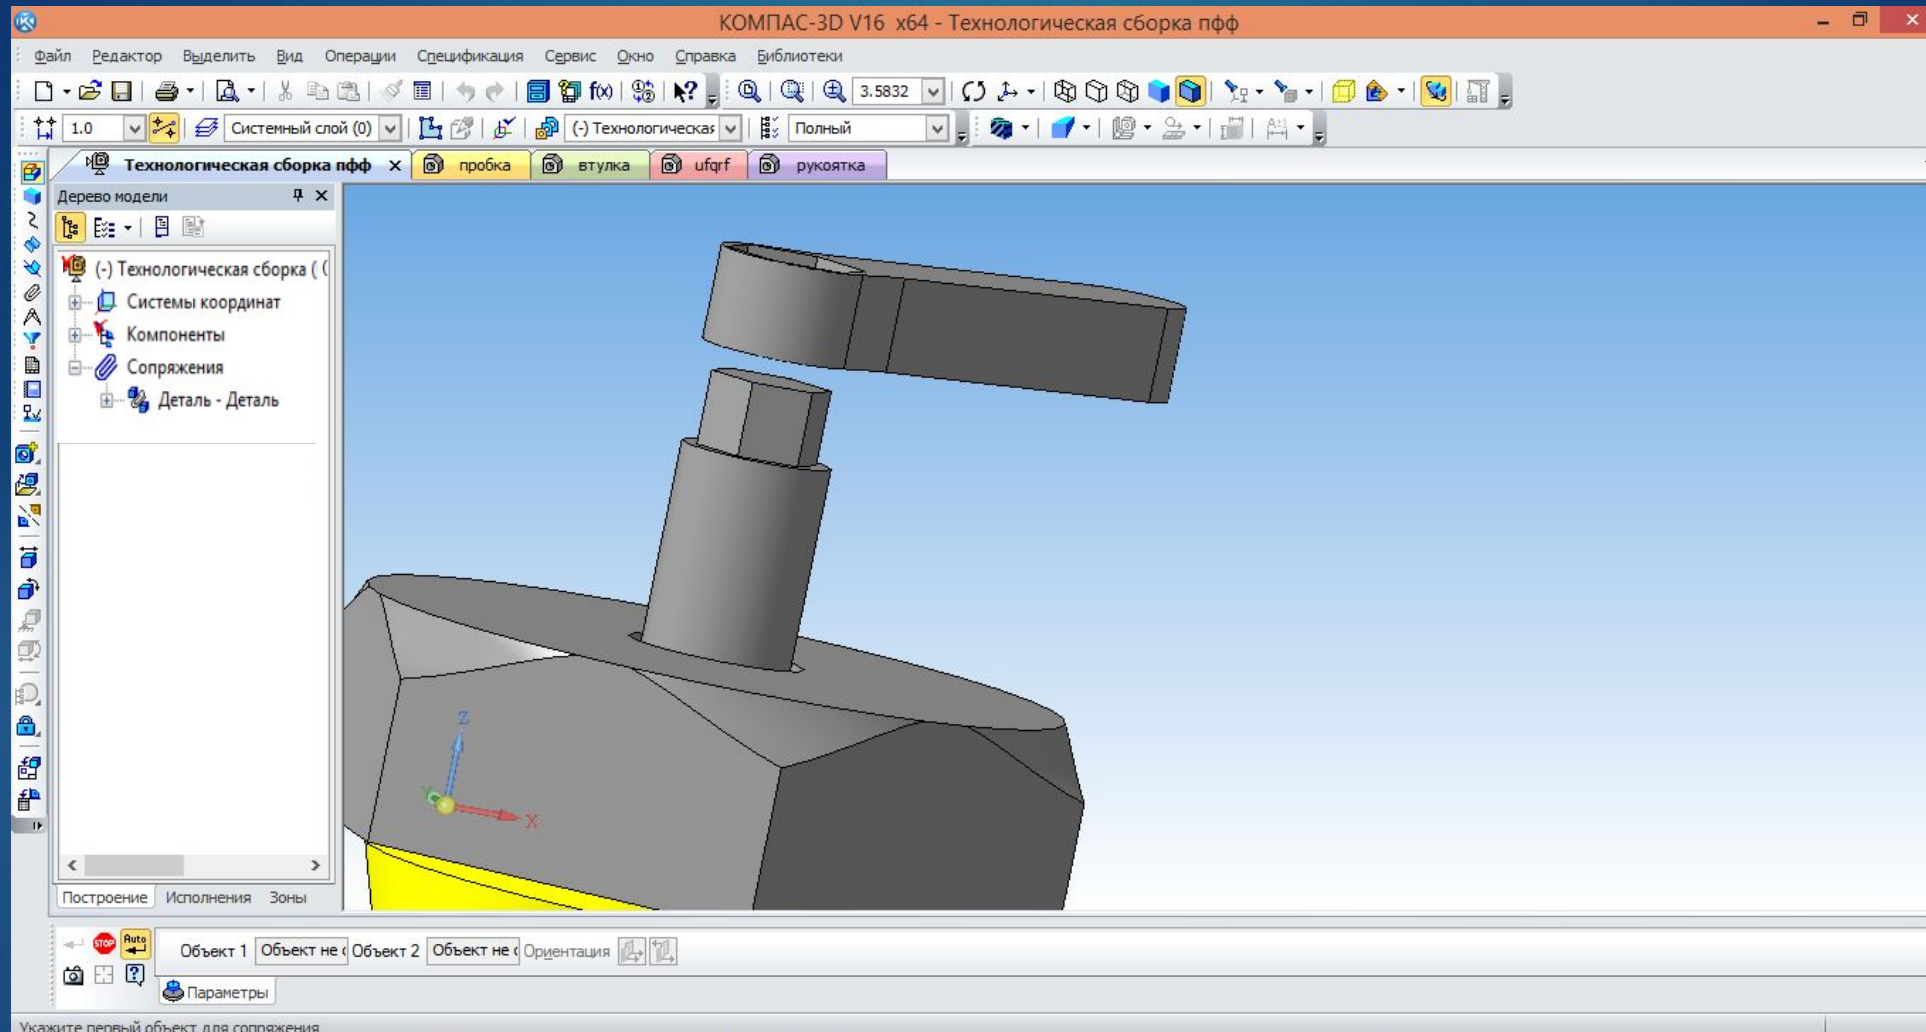 КОМПАС-3D V16 x64 - Технологическая сборка пфф
Файл Редактор Выделить Вид Операции Спецификация Сервис Окно Справка Библиотеки
3.5832
1.0 Системный слой (0) (-) Технологическая Полный
Технологическая сборка пфф пробка втулка ufqrf рукоятка
Дерево модели
(-) Технологическая сборка ( (
Системы координат
Компоненты
Сопряжения
Деталь - Деталь
Z
Y
X
Построение Исполнения Зоны
STOP Auto
Объект 1 Объект не Объект 2 Объект не Ориентация
Параметры
Укажите первый объект для сопряжения